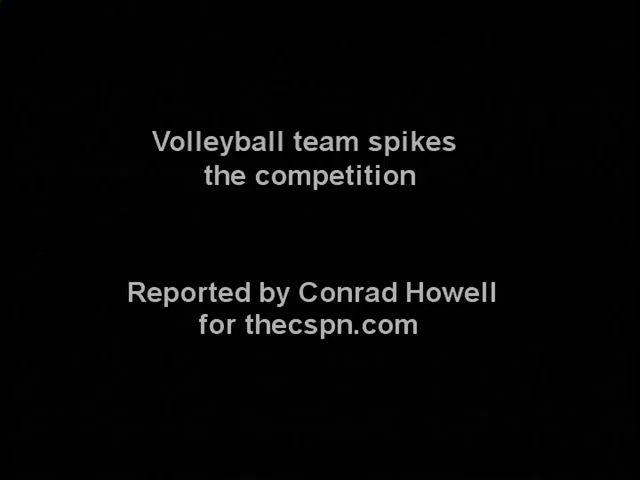 Volleyball team spikes
the competition
Reported by Conrad Howell
for thecspn.com